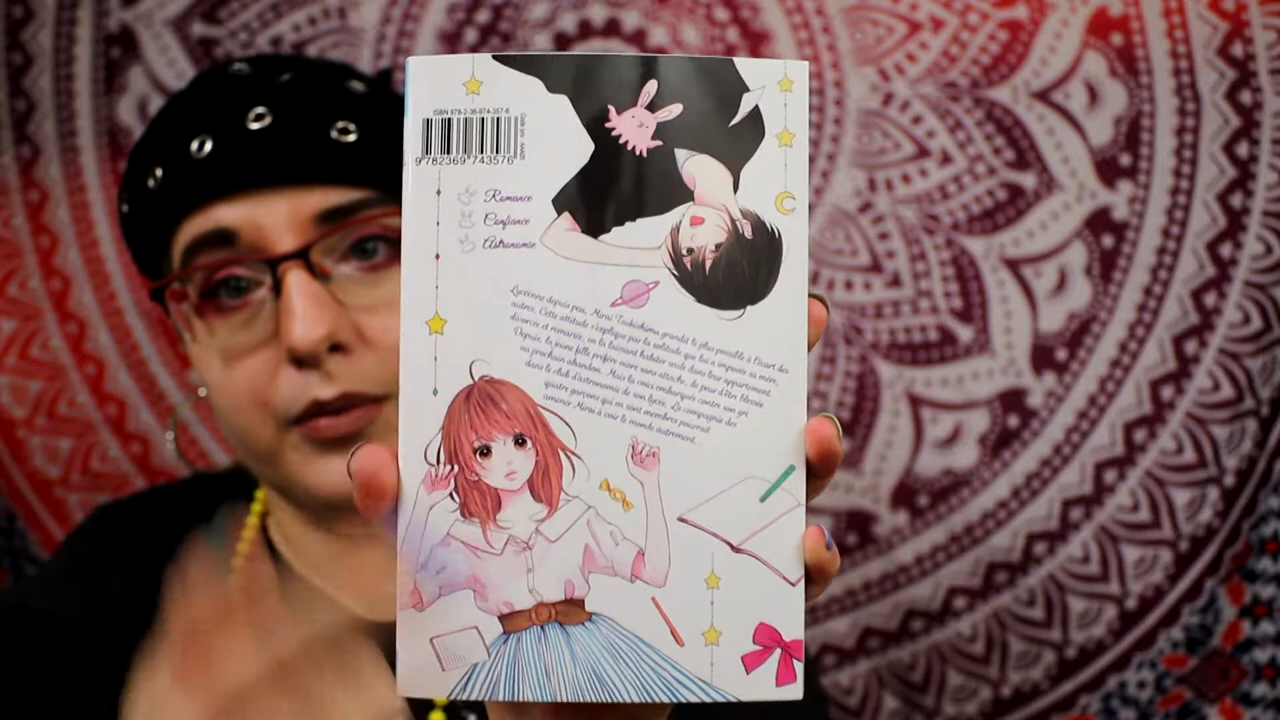 ISBN 978-2-36-974-357-6
9782369743576
Romance
Confiance
Astronomie
Lycéenne depuis peu, Mirai Tsukishima grandit le plus possible à l'écart des
autres. Cette attitude s'explique par la solitude que lui a imposée sa mère,
divorcée et remariée, en la laissant habiter seule dans leur appartement.
Depuis, la jeune fille préfère vivre sans attache, de peur d'être blessée
au prochain abandon. Mais la voici embarquée contre son gré
dans le club d'astronomie de son lycée. La compagnie des
quatre garçons qui en sont membres pourrait
amener Mirai à voir le monde autrement...